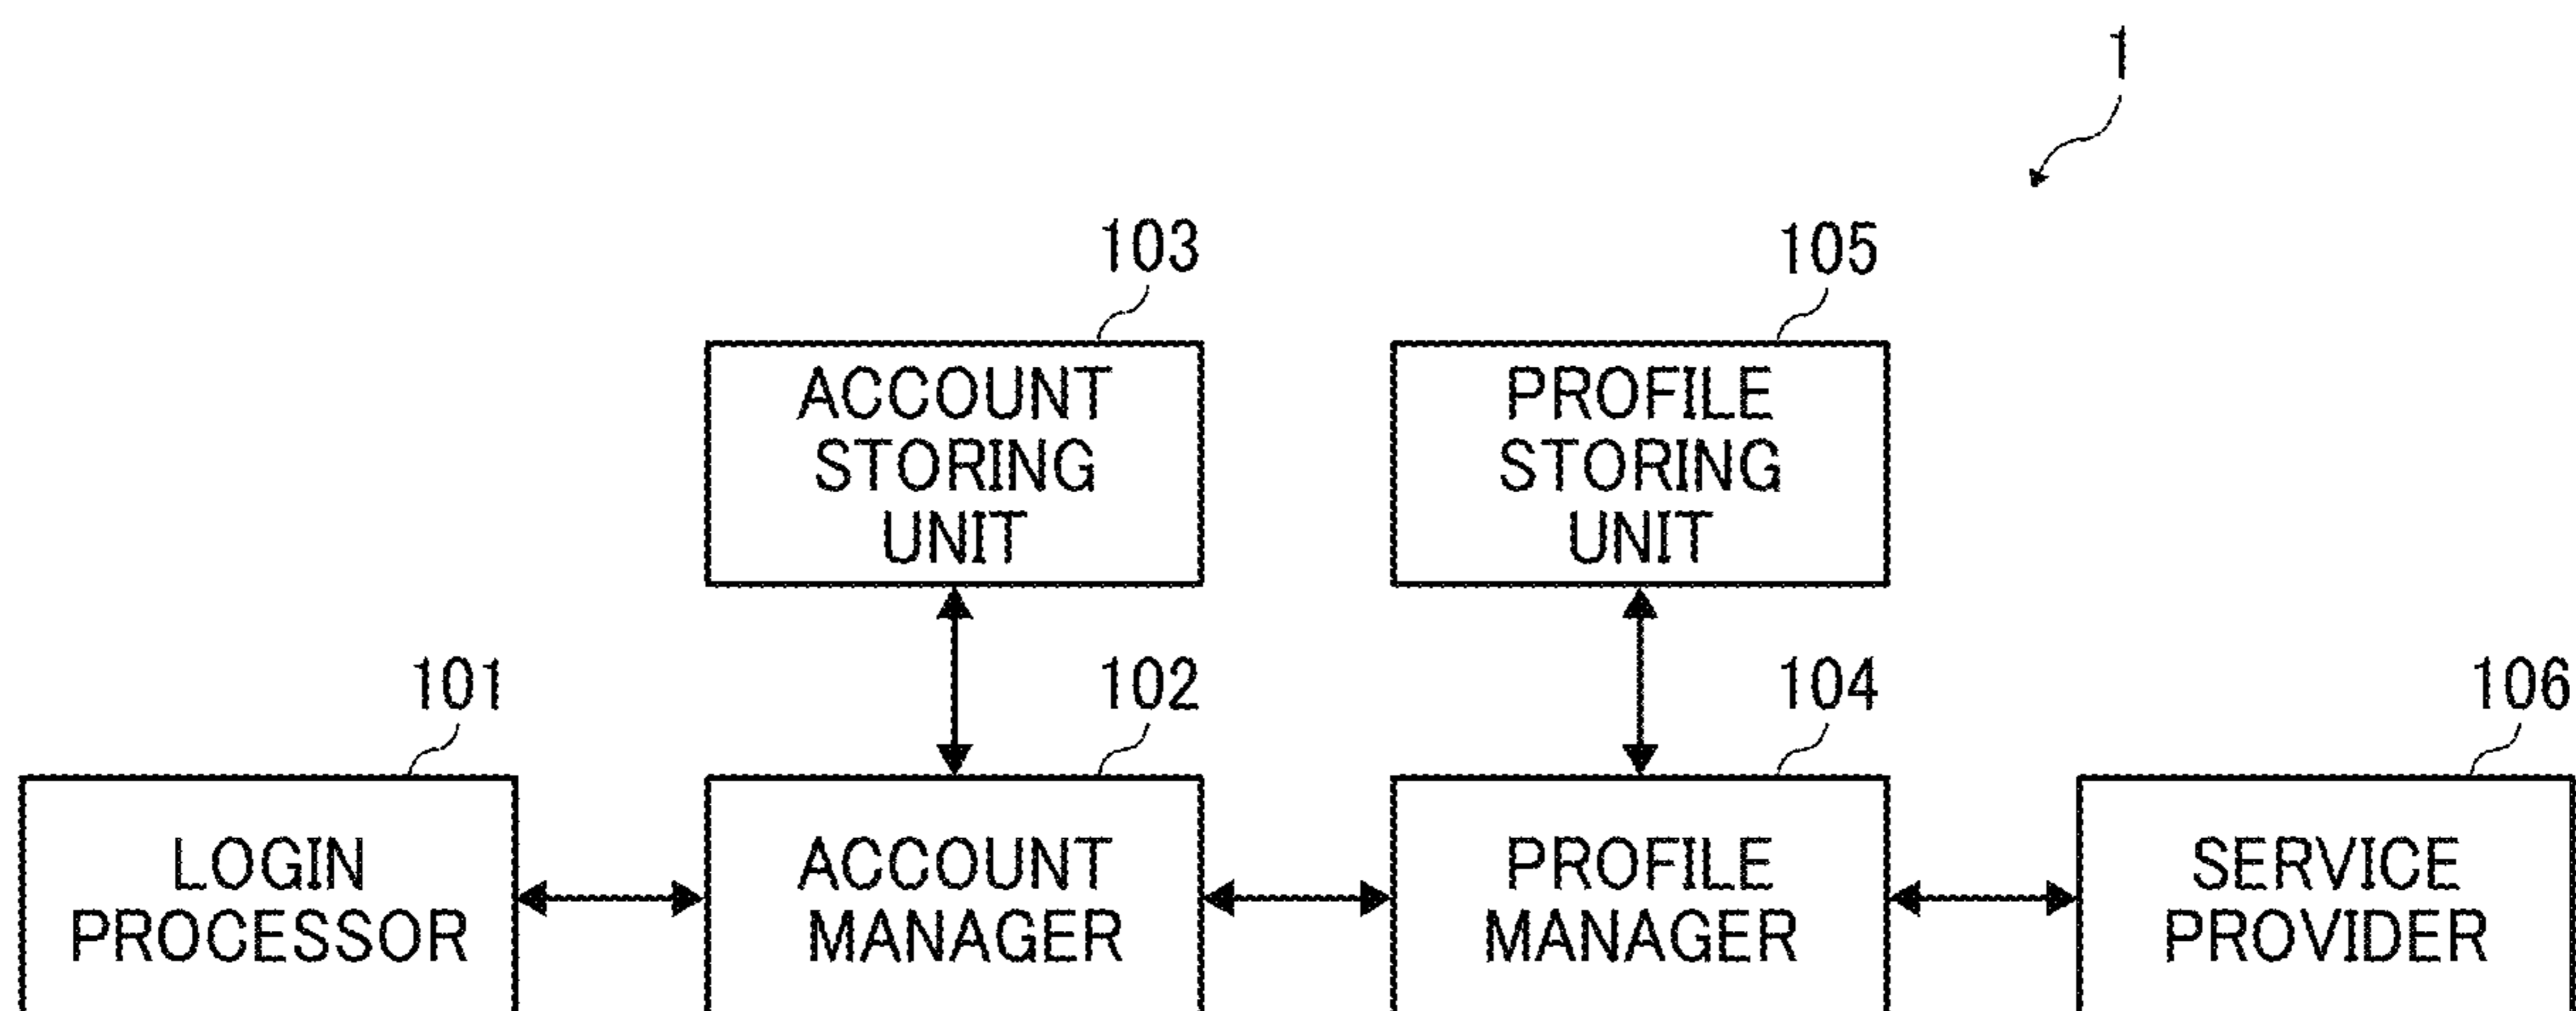 1
103
105
ACCOUNT
STORING
UNIT
PROFILE
STORING
UNIT
101
102
104
106
LOGIN
PROCESSOR
ACCOUNT
MANAGER
PROFILE
MANAGER
SERVICE
PROVIDER